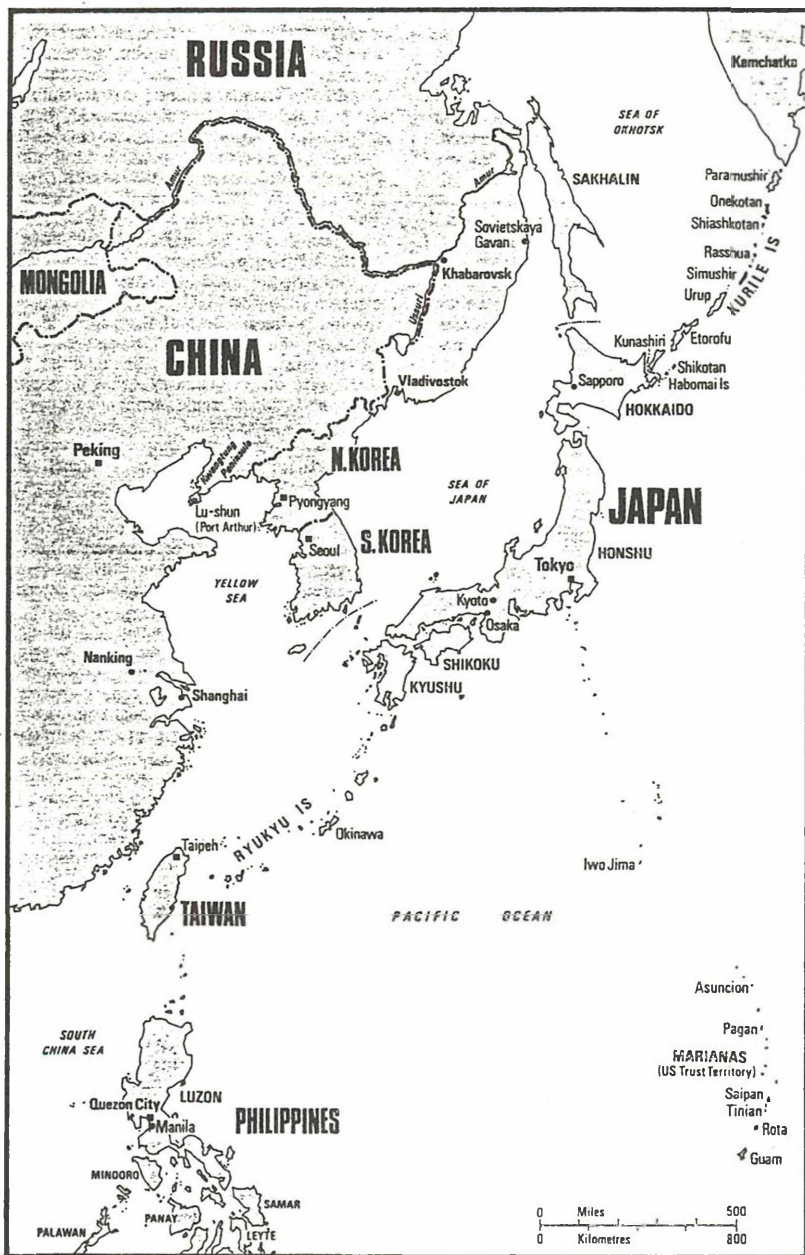 RUSSIA
Kamchatka
SEA OF
OKHOTSK
Amur
Amur
SAKHALIN
Paramushir
Onekotan
Shiashkotan
Sovietskaya
Gavan
Rasshua
Khabarovsk
Simushir
MONGOLIA
Urup
KURILE IS
Ussuri
Etorofu
Kunashiri
CHINA
Shikotan
Vladivostok
Sapporo
Habomai Is
HOKKAIDO
Peking
Kwangtung
Peninsula
N.KOREA
SEA OF
JAPAN
Lu-shun
(Port Arthur)
Pyongyang
JAPAN
S.KOREA
Seoul
HONSHU
Tokyo
YELLOW
SEA
Kyoto
Osaka
Nanking
SHIKOKU
KYUSHU
Shanghai
RYUKYU IS
Okinawa
Taipeh
Iwo Jima
TAIWAN
PACIFIC OCEAN
Asuncion
SOUTH
CHINA SEA
Pagan
MARIANAS
(US Trust Territory)
LUZON
Saipan
Quezon City
Tinian
PHILIPPINES
Manila
Rota
Guam
MINDORO
SAMAR
PANAY
PALAWAN
LEYTE
0 Miles 500
0 Kilometres 800